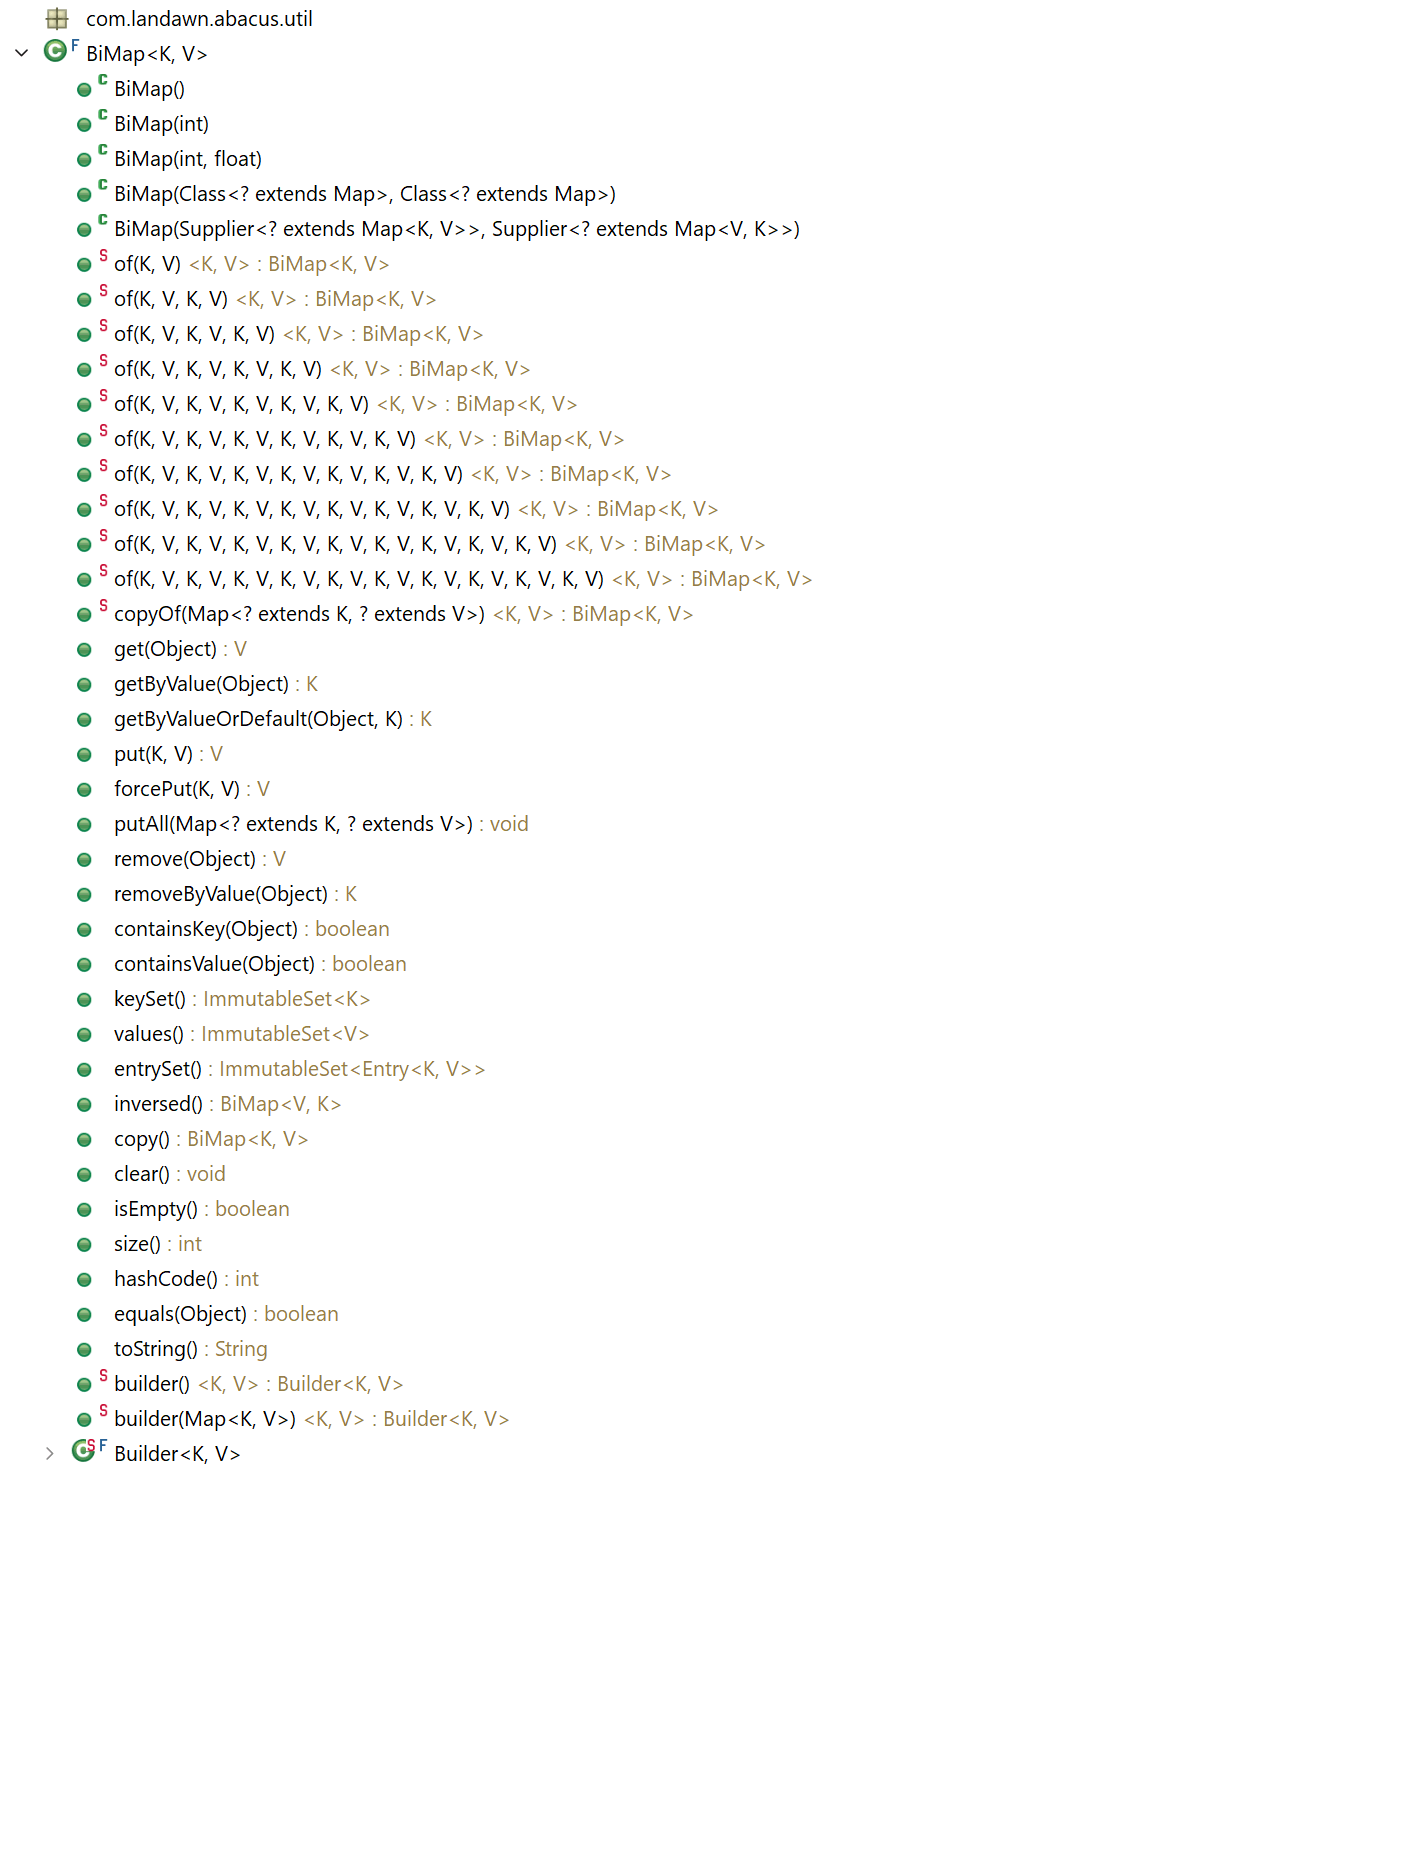 com.landawn.abacus.util
F BiMap<K, V>
C BiMap()
C BiMap(int)
C BiMap(int, float)
C BiMap(Class<? extends Map>, Class<? extends Map>)
C BiMap(Supplier<? extends Map<K, V>>, Supplier<? extends Map<V, K>>)
S of(K, V) <K, V> : BiMap<K, V>
S of(K, V, K, V) <K, V> : BiMap<K, V>
S of(K, V, K, V, K, V) <K, V> : BiMap<K, V>
S of(K, V, K, V, K, V, K, V) <K, V> : BiMap<K, V>
S of(K, V, K, V, K, V, K, V, K, V) <K, V> : BiMap<K, V>
S of(K, V, K, V, K, V, K, V, K, V, K, V) <K, V> : BiMap<K, V>
S of(K, V, K, V, K, V, K, V, K, V, K, V, K, V) <K, V> : BiMap<K, V>
S of(K, V, K, V, K, V, K, V, K, V, K, V, K, V, K, V) <K, V> : BiMap<K, V>
S of(K, V, K, V, K, V, K, V, K, V, K, V, K, V, K, V, K, V) <K, V> : BiMap<K, V>
S of(K, V, K, V, K, V, K, V, K, V, K, V, K, V, K, V, K, V, K, V) <K, V> : BiMap<K, V>
S copyOf(Map<? extends K, ? extends V>) <K, V> : BiMap<K, V>
get(Object) : V
getByValue(Object) : K
getByValueOrDefault(Object, K) : K
put(K, V) : V
forcePut(K, V) : V
putAll(Map<? extends K, ? extends V>) : void
remove(Object) : V
removeByValue(Object) : K
containsKey(Object) : boolean
containsValue(Object) : boolean
keySet() : ImmutableSet<K>
values() : ImmutableSet<V>
entrySet() : ImmutableSet<Entry<K, V>>
inversed() : BiMap<V, K>
copy() : BiMap<K, V>
clear() : void
isEmpty() : boolean
size() : int
hashCode() : int
equals(Object) : boolean
toString() : String
S builder() <K, V> : Builder<K, V>
S builder(Map<K, V>) <K, V> : Builder<K, V>
S F Builder<K, V>